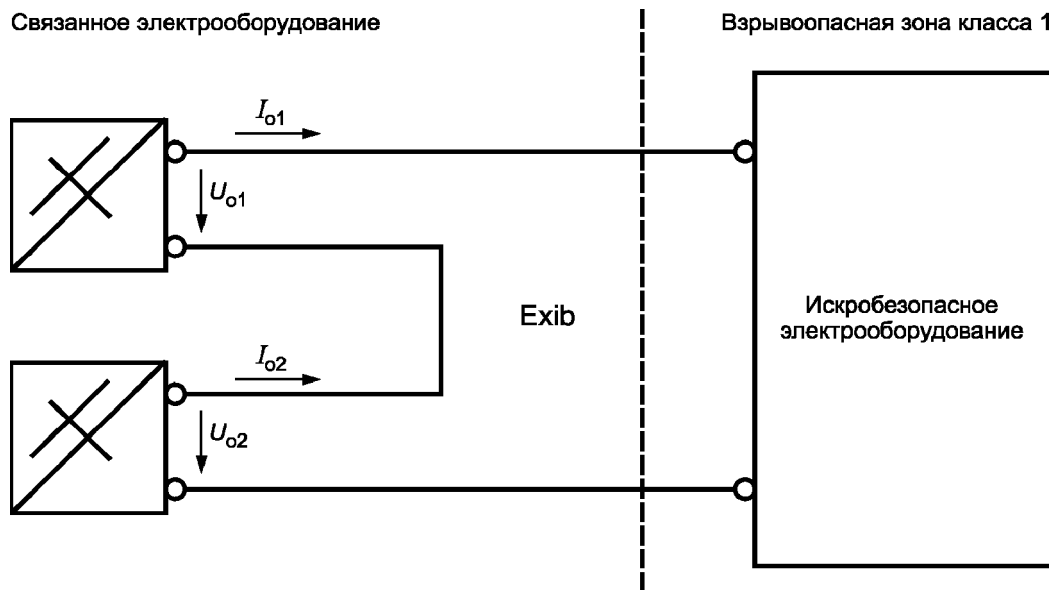 Связанное электрооборудование
Взрывоопасная зона класса 1
Io1
Uo1
Exib
Искробезопасное
электрооборудование
Io2
Uo2